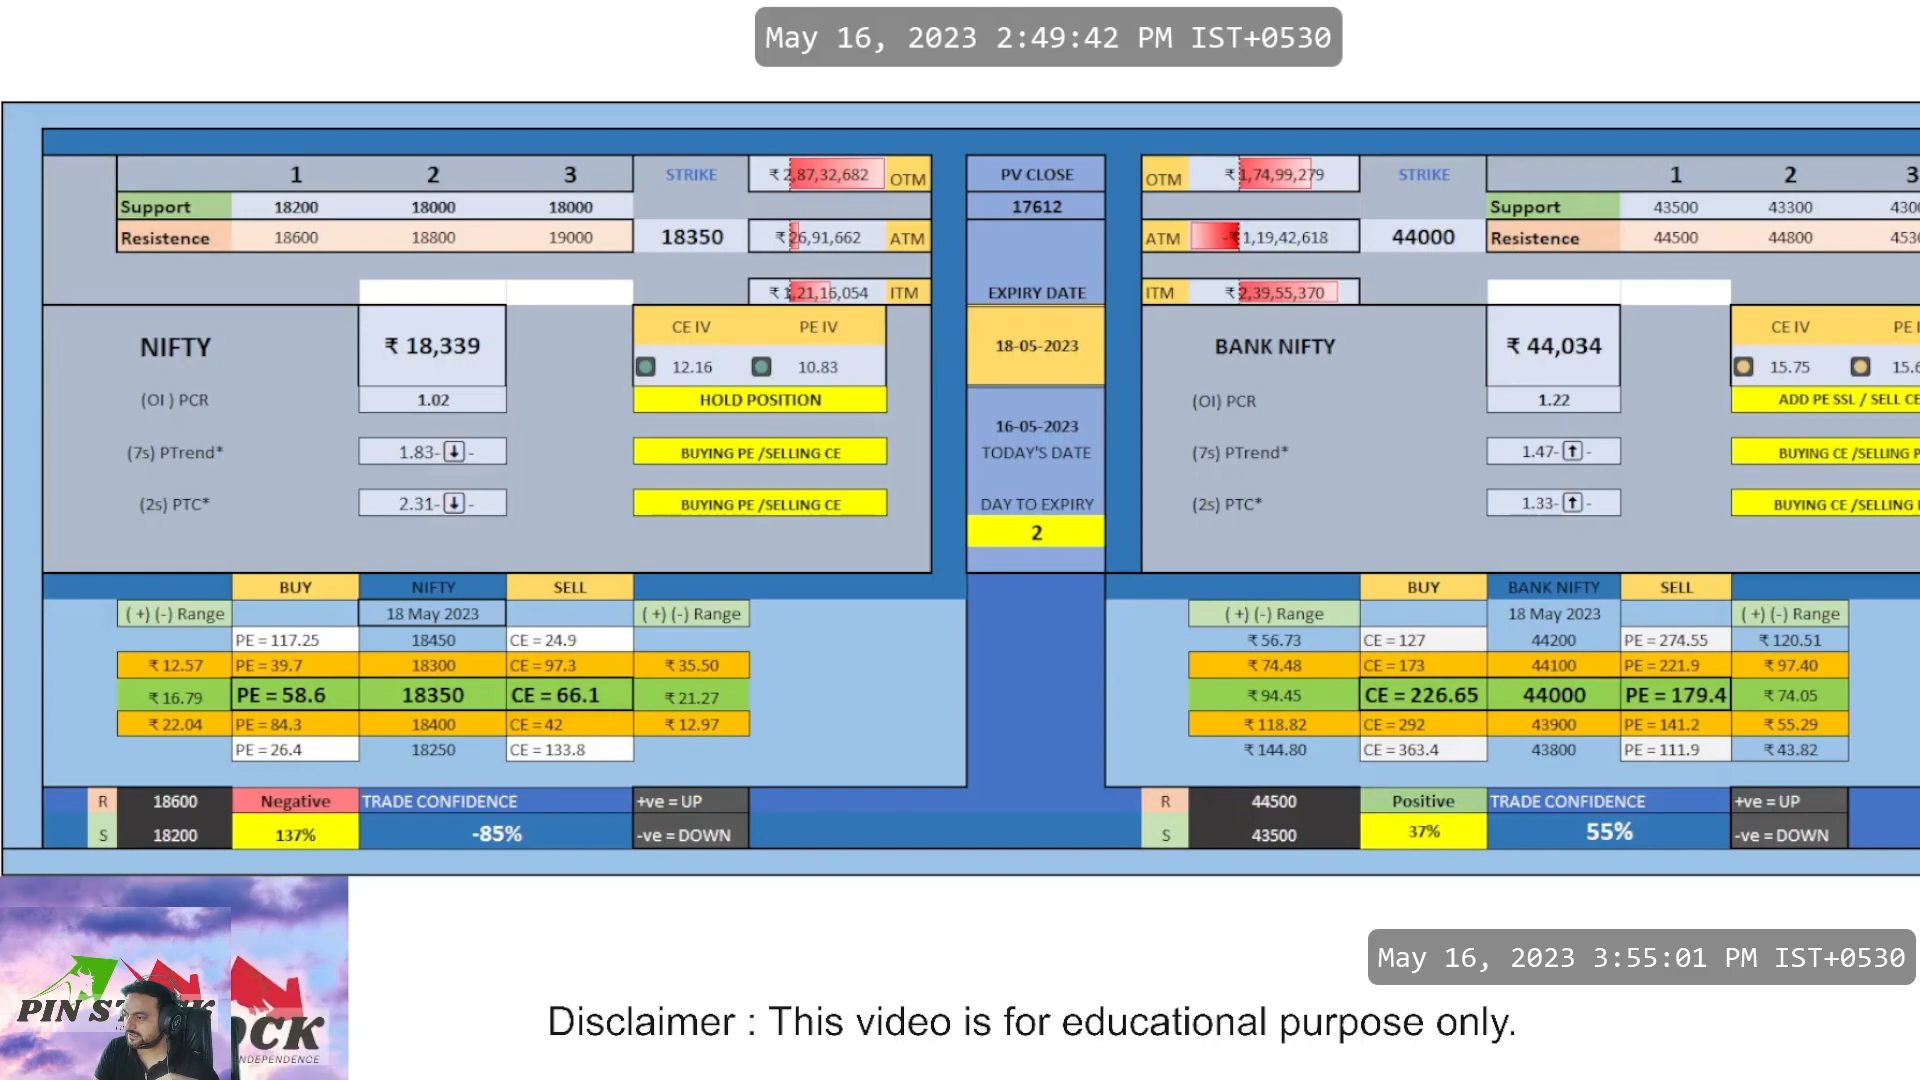 May 16, 2023 2:49:42 PM IST+0530
1 2 3 STRIKE ₹ 2,87,32,682 OTM
Support 18200 18000 18000
Resistence 18600 18800 19000 18350 ₹ 26,91,662 ATM
₹ 1,21,16,054 ITM
NIFTY ₹ 18,339 CE IV PE IV
12.16 10.83
(OI ) PCR 1.02 HOLD POSITION
(7s) PTrend* 1.83-↓- BUYING PE /SELLING CE
(2s) PTC* 2.31-↓- BUYING PE /SELLING CE
PV CLOSE
17612
EXPIRY DATE
18-05-2023
16-05-2023
TODAY'S DATE
DAY TO EXPIRY
2
OTM ₹ 1,74,99,279 STRIKE 1 2 3
Support 43500 43300
ATM -₹ 1,19,42,618 44000 Resistence 44500 44800
ITM ₹ 2,39,55,370
BANK NIFTY ₹ 44,034 CE IV
15.75
(OI) PCR 1.22 ADD PE SSL / SELL CE
(7s) PTrend* 1.47-↑- BUYING CE /SELLING
(2s) PTC* 1.33-↑- BUYING CE /SELLING
BUY NIFTY SELL
( +) (-) Range 18 May 2023 ( +) (-) Range
PE = 117.25 18450 CE = 24.9
₹ 12.57 PE = 39.7 18300 CE = 97.3 ₹ 35.50
₹ 16.79 PE = 58.6 18350 CE = 66.1 ₹ 21.27
₹ 22.04 PE = 84.3 18400 CE = 42 ₹ 12.97
PE = 26.4 18250 CE = 133.8
R 18600 Negative TRADE CONFIDENCE +ve = UP
S 18200 137% -85% -ve = DOWN
BUY BANK NIFTY SELL
( +) (-) Range 18 May 2023 ( +) (-) Range
₹ 56.73 CE = 127 44200 PE = 274.55 ₹ 120.51
₹ 74.48 CE = 173 44100 PE = 221.9 ₹ 97.40
₹ 94.45 CE = 226.65 44000 PE = 179.4 ₹ 74.05
₹ 118.82 CE = 292 43900 PE = 141.2 ₹ 55.29
₹ 144.80 CE = 363.4 43800 PE = 111.9 ₹ 43.82
R 44500 Positive TRADE CONFIDENCE +ve = UP
S 43500 37% 55% -ve = DOWN
May 16, 2023 3:55:01 PM IST+0530
PIN
NDEPENDENCE
Disclaimer : This video is for educational purpose only.